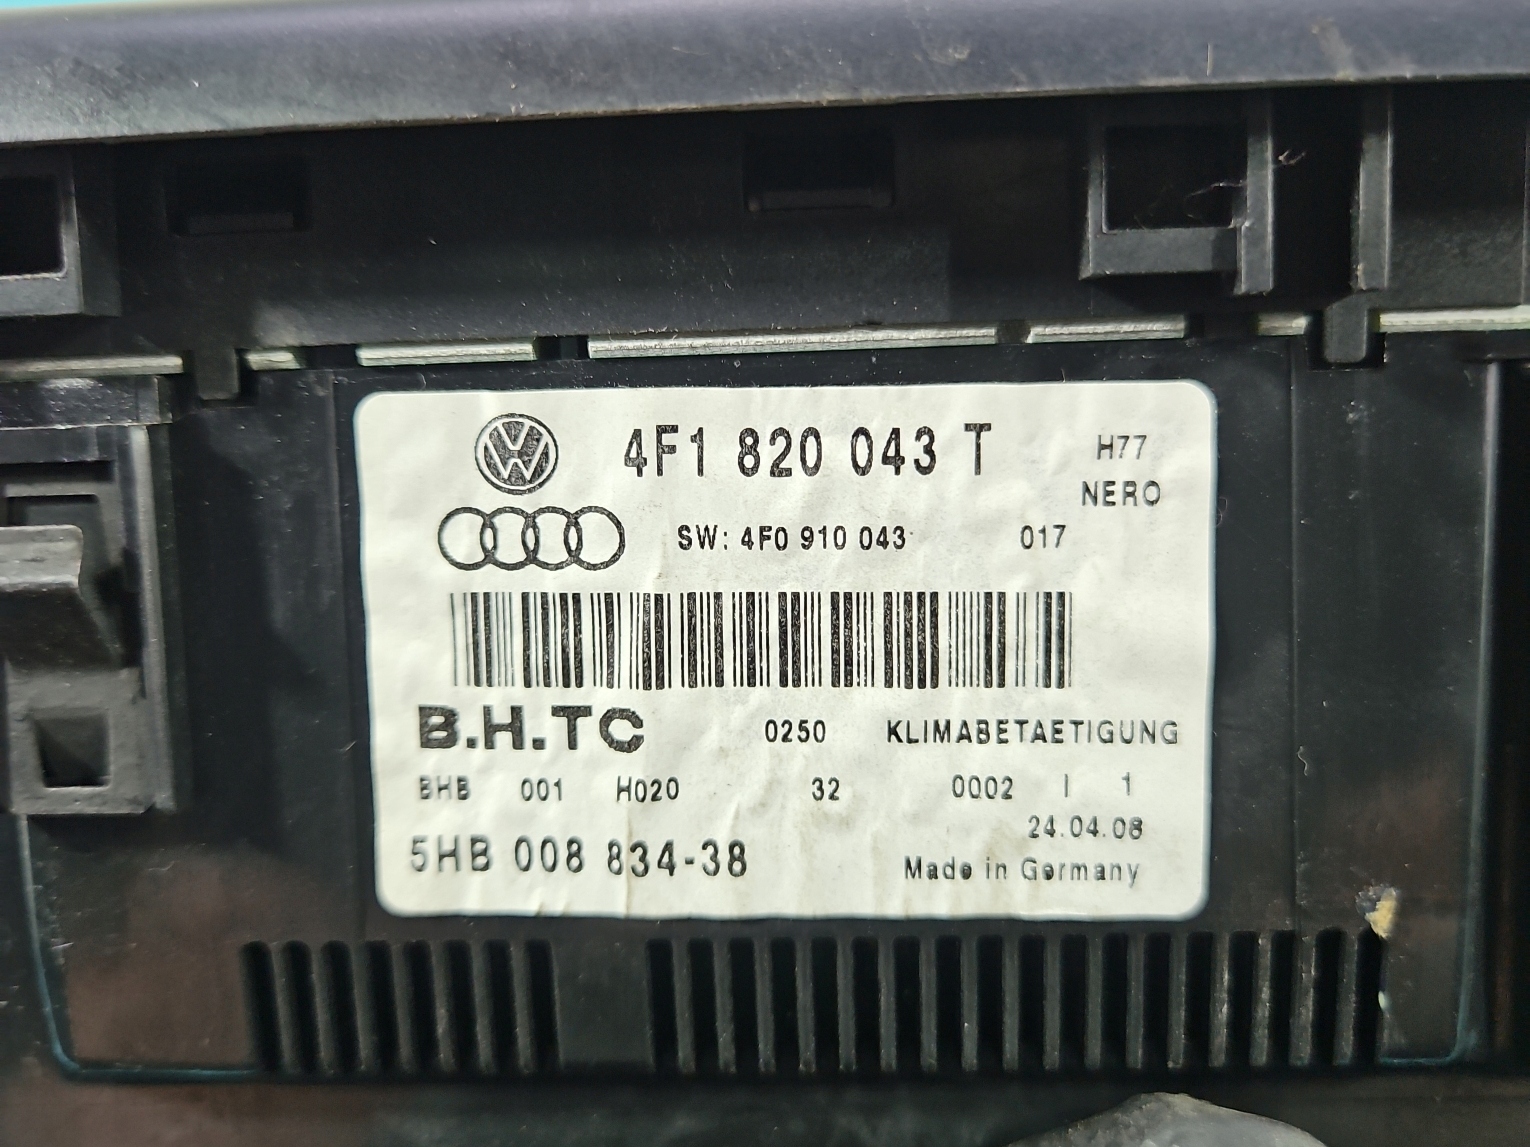 4F1 820 043 T H77
NERO
SW: 4F0 910 043 017
B.H.TC 0250 KLIMABETAETIGUNG
BHB 001 H020 32 0002 I 1
24.04.08
5HB 008 834-38 Made in Germany